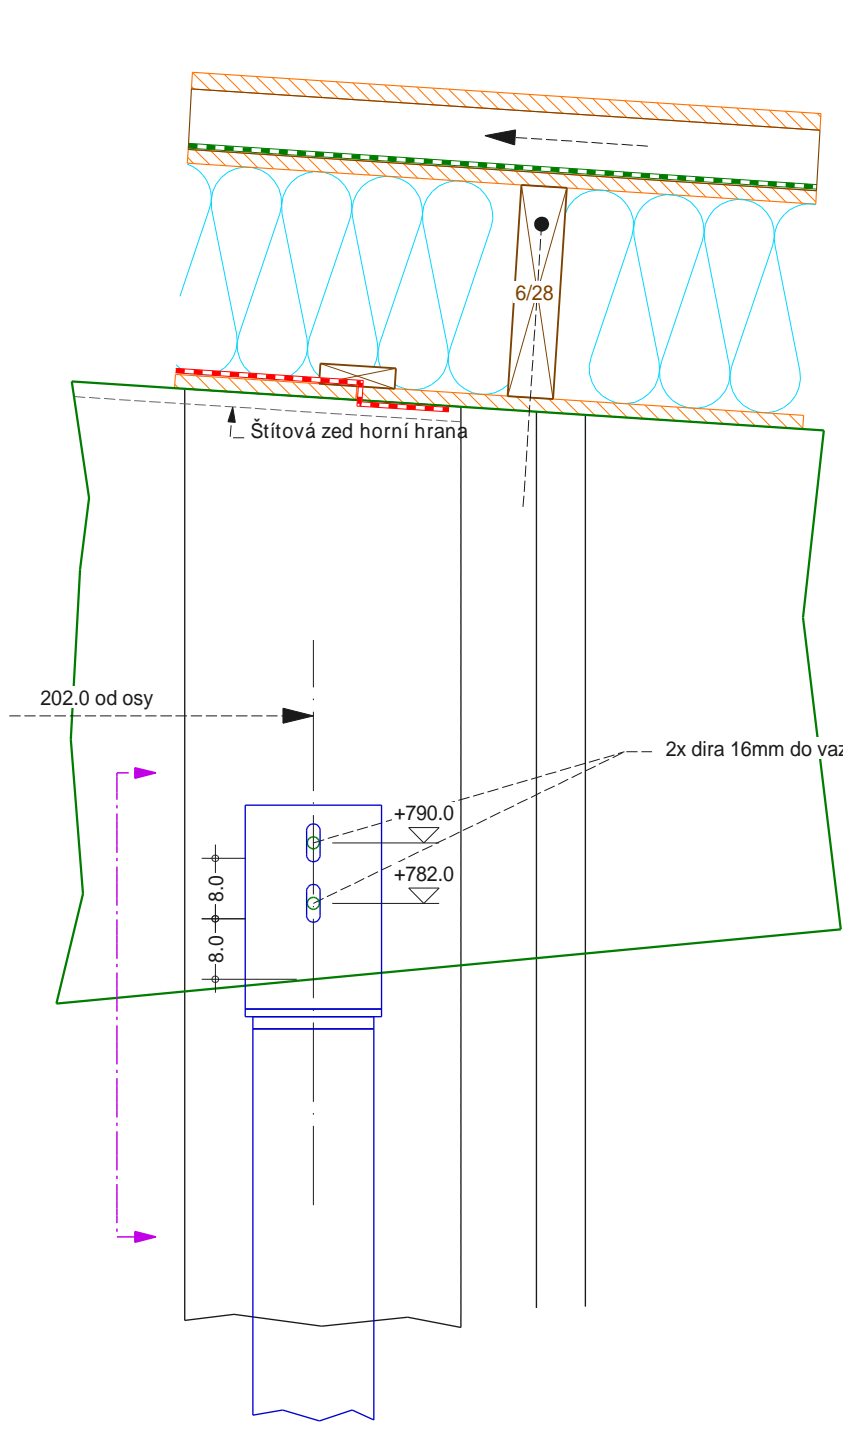 6/28
Štítová zed horní hrana
202.0 od osy
2x dira 16mm do vaz
+790.0
+782.0
8.0
8.0